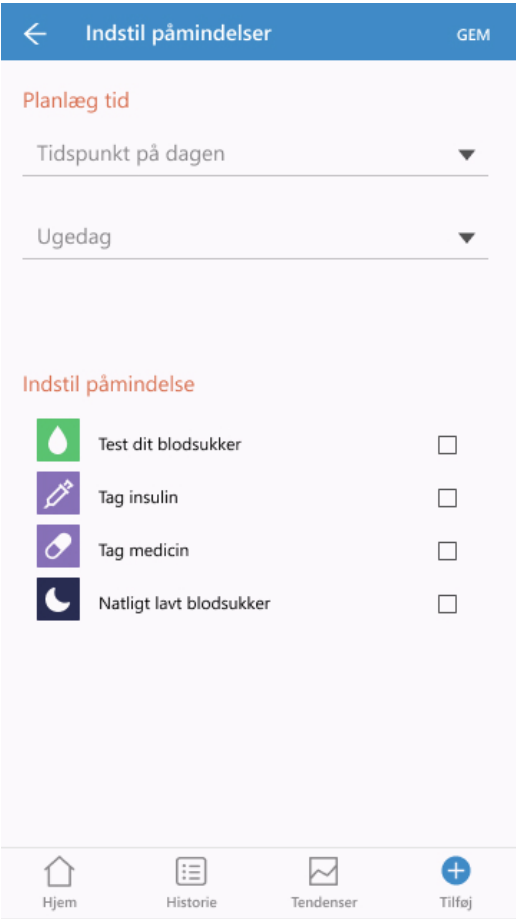 Indstil påmindelser
GEM
Planlæg tid
Tidspunkt på dagen
Ugedag
Indstil påmindelse
Test dit blodsukker
Tag insulin
Tag medicin
Natligt lavt blodsukker
Hjem
Historie
Tendenser
Tilføj